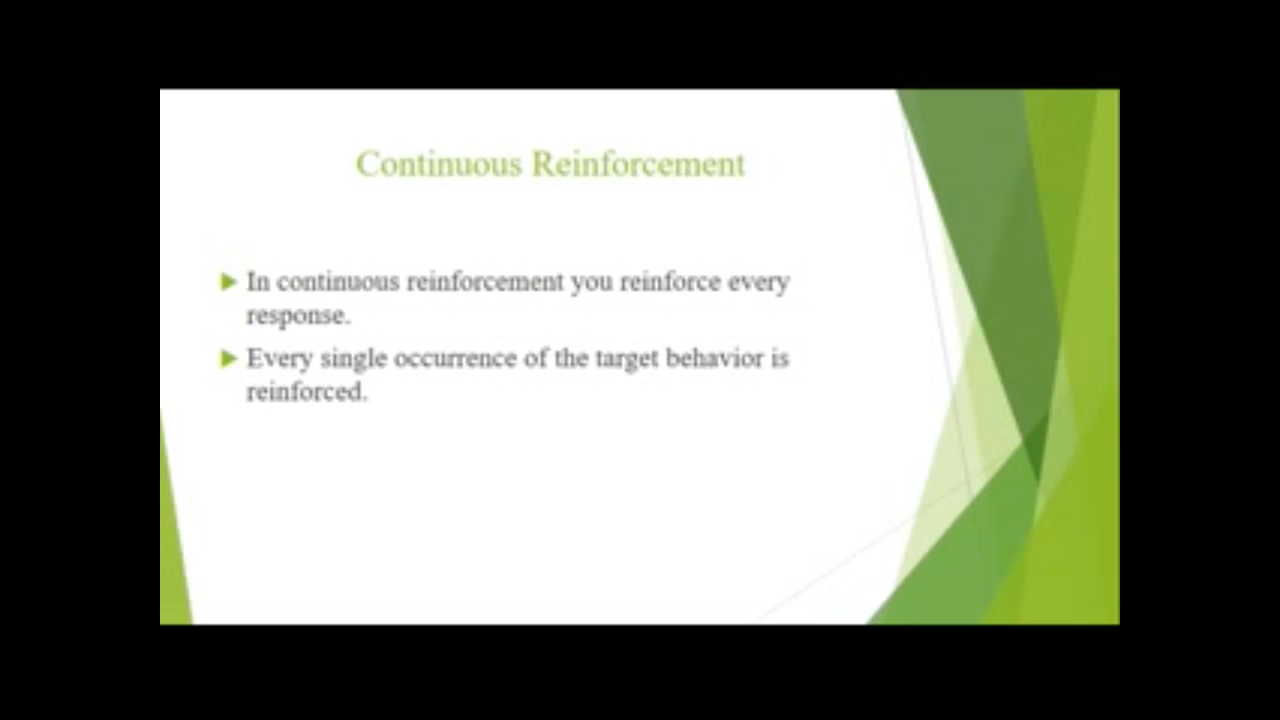 Continuous Reinforcement
In continuous reinforcement you reinforce every
response.
Every single occurrence of the target behavior is
reinforced.